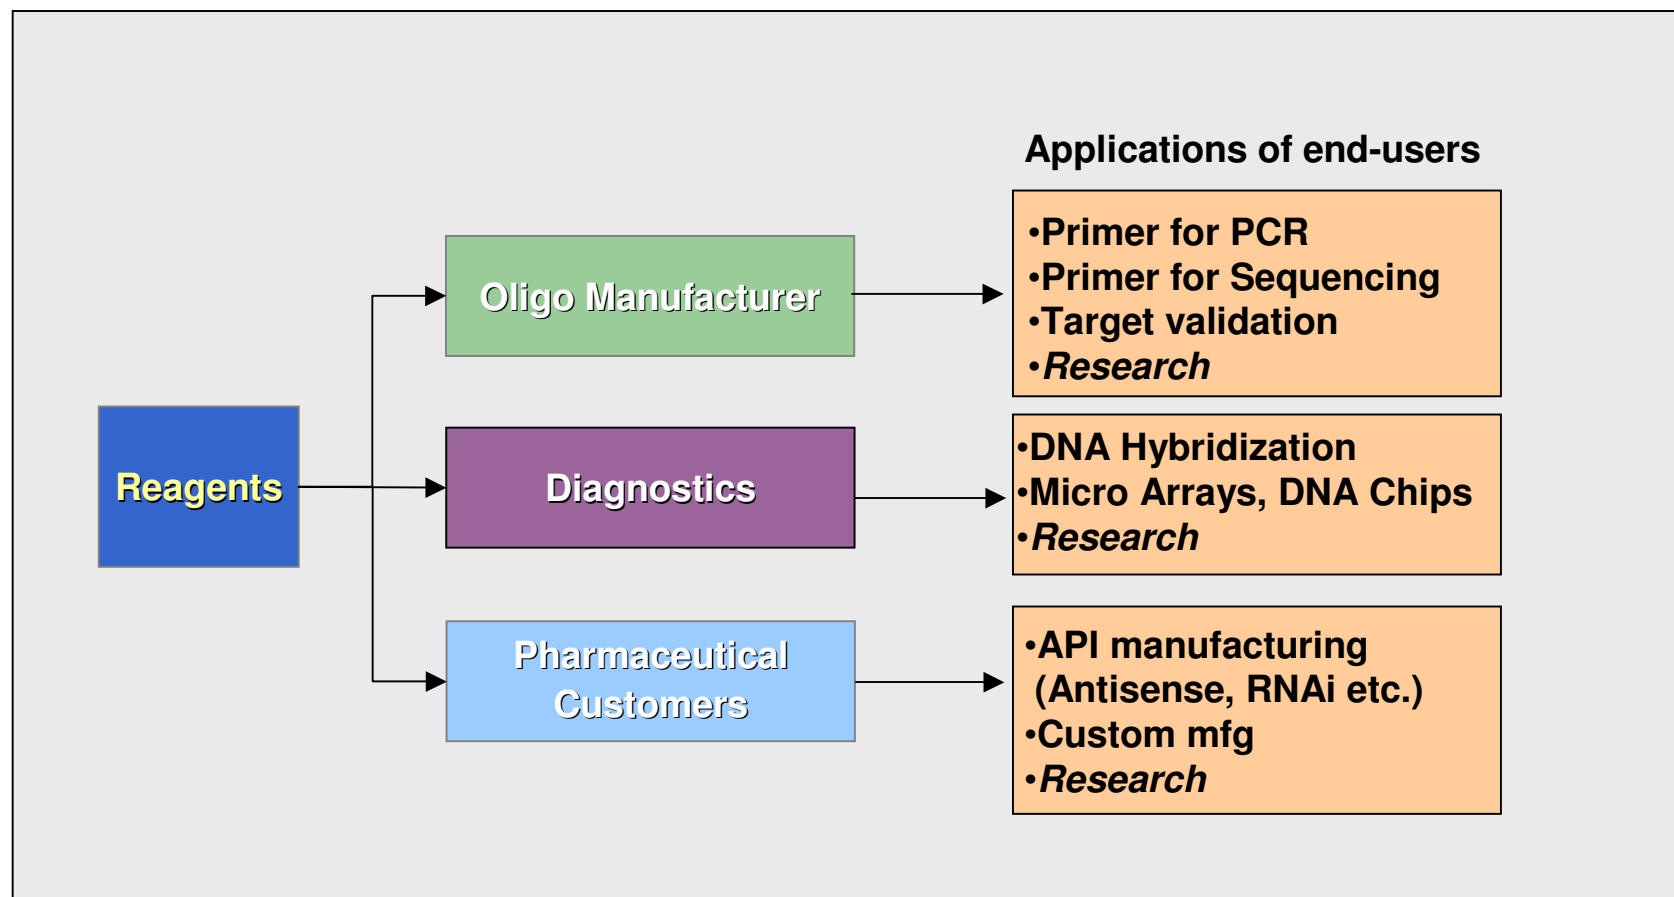 Applications of end-users
Reagents
Oligo Manufacturer
•Primer for PCR
•Primer for Sequencing
•Target validation
•Research
Diagnostics
•DNA Hybridization
•Micro Arrays, DNA Chips
•Research
Pharmaceutical
Customers
•API manufacturing
(Antisense, RNAi etc.)
•Custom mfg
•Research